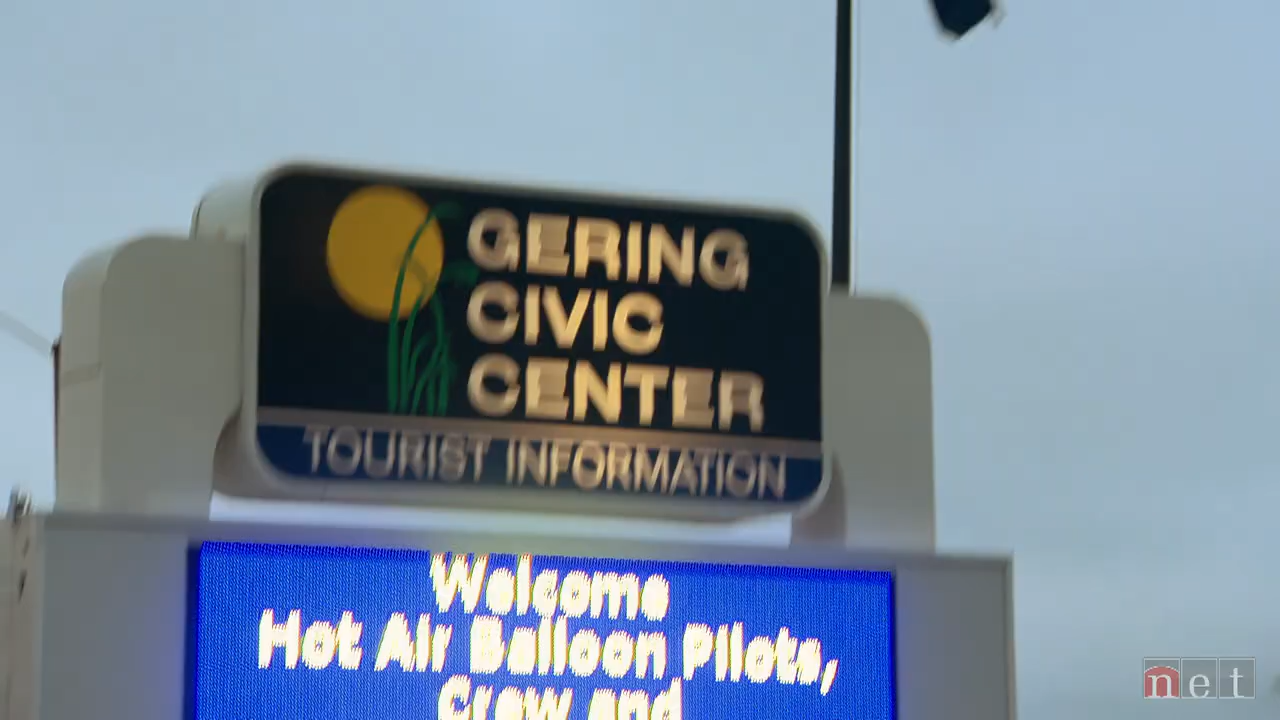 GERING
CIVIC
CENTER
TOURIST INFORMATION
Welcome
Hot Air Balloon Pilots,
Crew and
net